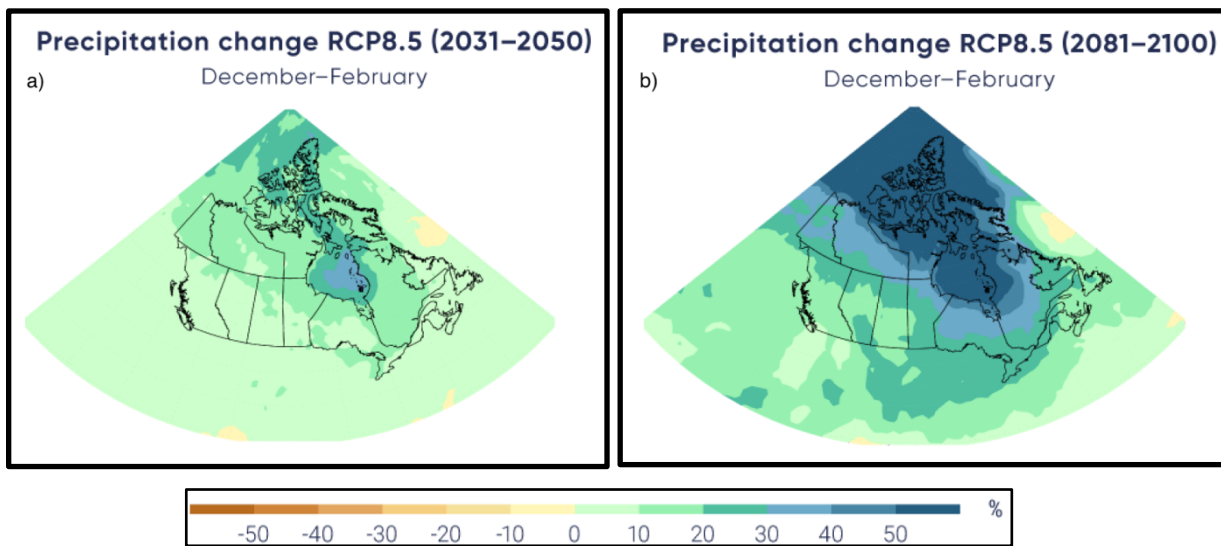 Precipitation change RCP8.5 (2031–2050)
December–February
a)
Precipitation change RCP8.5 (2081–2100)
December–February
b)
%
-50 -40 -30 -20 -10 0 10 20 30 40 50